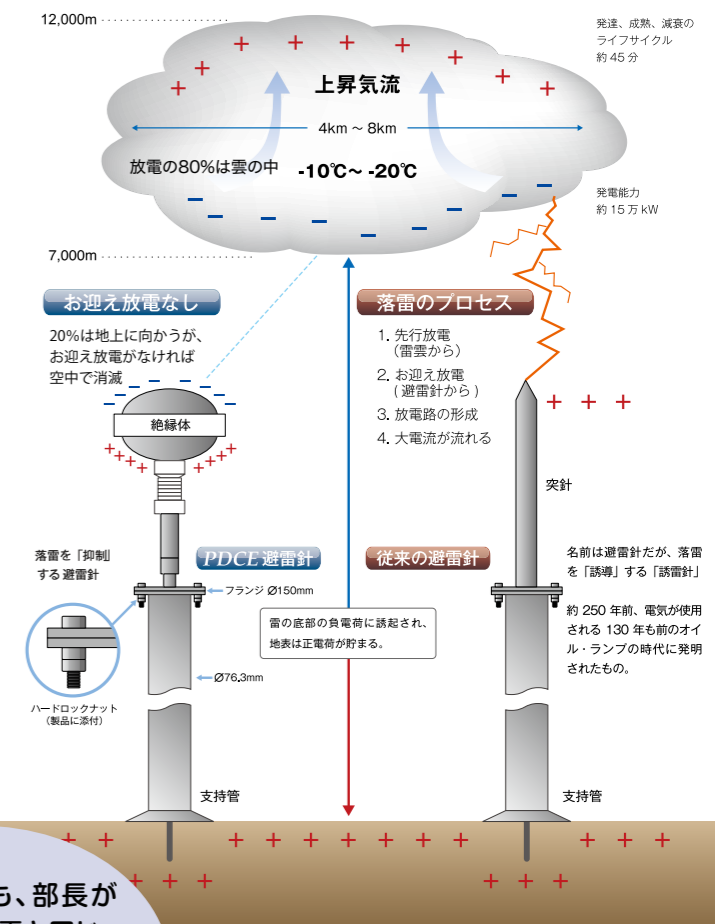 12,000m
発達、成熟、減衰の
ライフサイクル
約45分
上昇気流
4km ～ 8km
放電の80%は雲の中
-10℃～ -20℃
発電能力
約15万kW
7,000m
お迎え放電なし
20%は地上に向かうが、
お迎え放電がなければ
空中で消滅
落雷のプロセス
1. 先行放電
（雷雲から）
2. お迎え放電
( 避雷針から )
3. 放電路の形成
4. 大電流が流れる
絶縁体
突針
落雷を「抑制」
する 避雷針
PDCE 避雷針
従来の避雷針
名前は避雷針だが、落雷
を「誘導」する「誘雷針」
フランジ Ø150mm
雷の底部の負電荷に誘起され、
地表は正電荷が貯まる。
約 250 年前、電気が使用
される 130 年も前のオイ
ル・ランプの時代に発明
されたもの。
Ø76.3mm
ハードロックナット
（製品に添付）
支持管
支持管
も、部長が